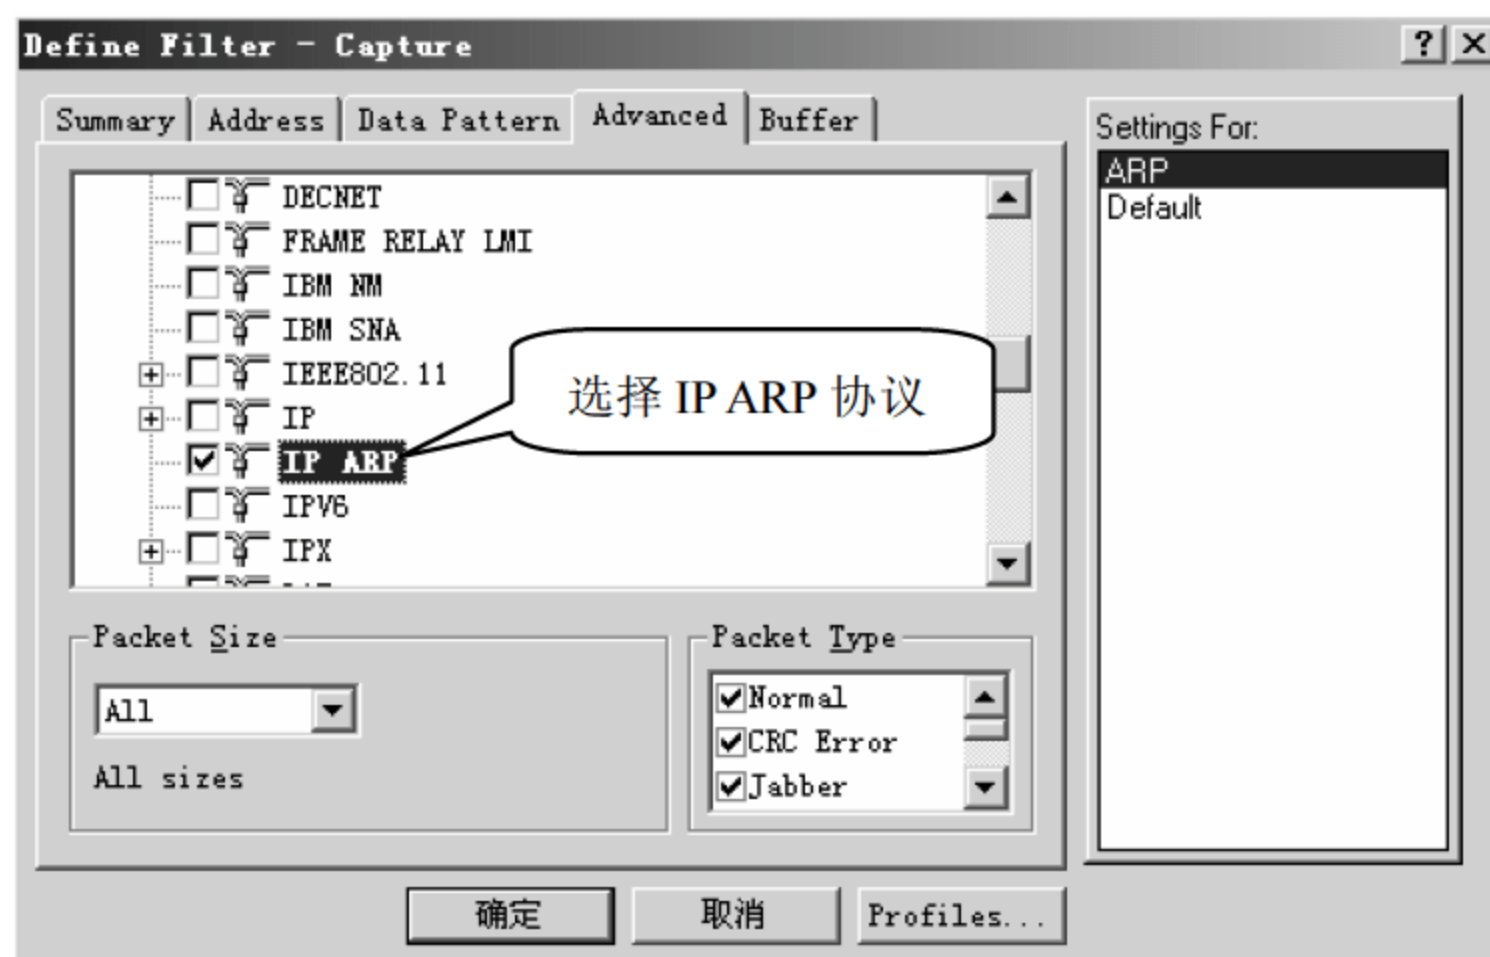 Define Filter - Capture
Summary Address Data Pattern Advanced Buffer
Settings For:
ARP
Default
DECNET
FRAME RELAY LMI
IBM NM
IBM SNA
IEEE802.11
IP
IP ARP
IPV6
IPX
选择 IP ARP 协议
Packet Size
All
All sizes
Packet Type
Normal
CRC Error
Jabber
确定 取消 Profiles...